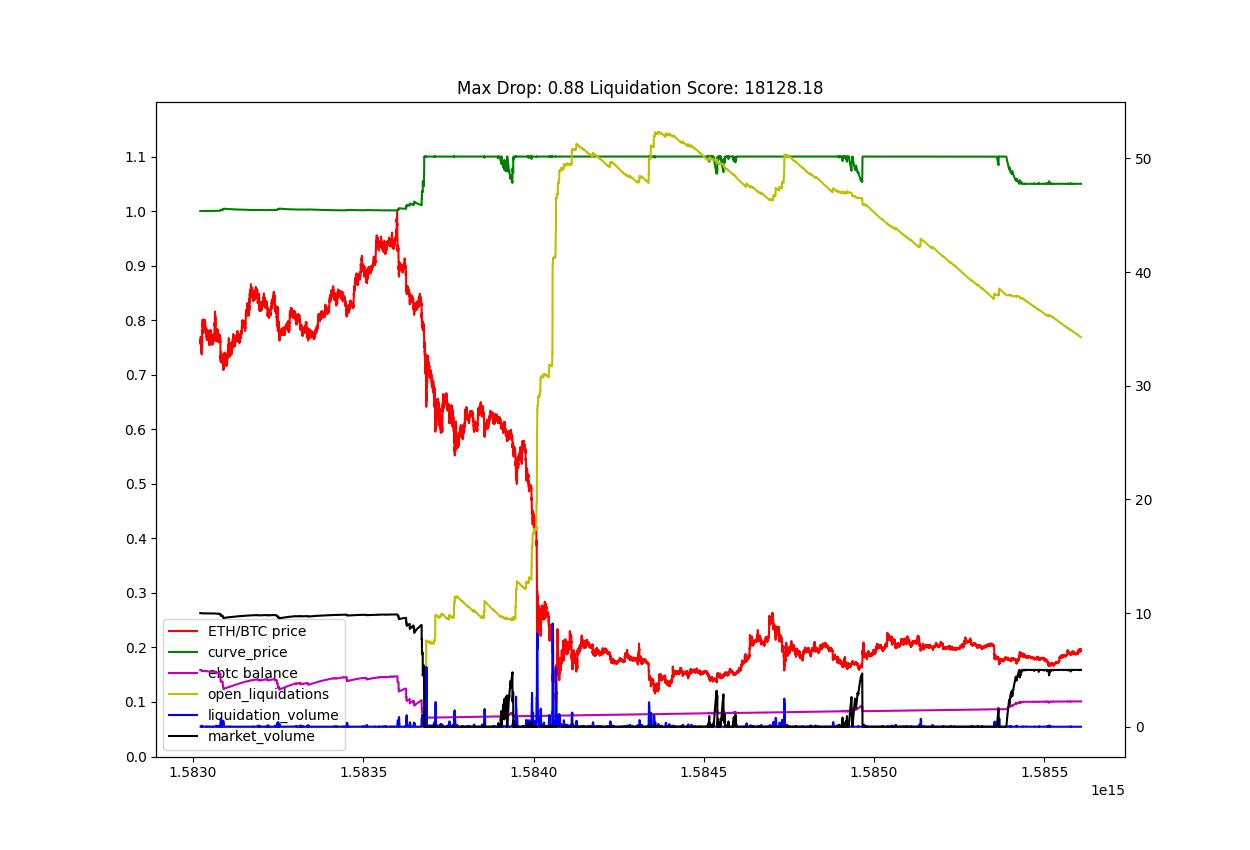 Max Drop: 0.88 Liquidation Score: 18128.18
1.1
1.0
0.9
0.8
0.7
0.6
0.5
0.4
0.3
0.2
0.1
0.0
50
40
30
20
10
0
ETH/BTC price
curve_price
ebtc balance
open_liquidations
liquidation_volume
market_volume
1.5830 1.5835 1.5840 1.5845 1.5850 1.5855
1e15